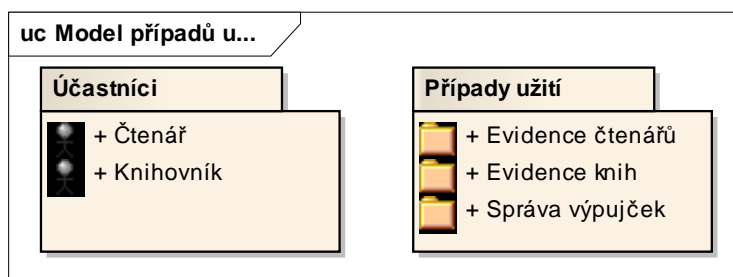 uc Model případů u...
Účastníci
+ Čtenář
+ Knihovník
Případy užití
+ Evidence čtenářů
+ Evidence knih
+ Správa výpujček